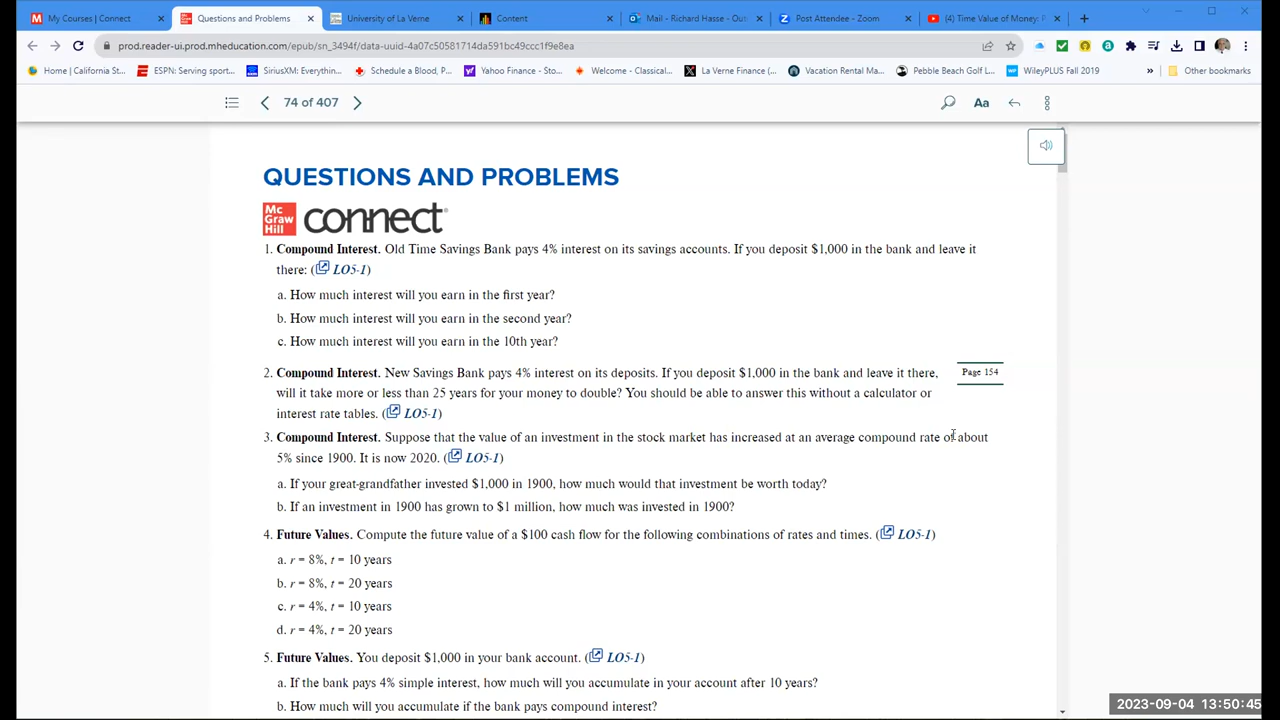 My Courses | Connect
Questions and Problems
University of La Verne
Content
Mail - Richard Hasse - Out
Post Attendee - Zoom
(4) Time Value of Money: P
prod.reader-ui.prod.mheducation.com/epub/sn_3494f/data-uuid-4a07c50581714da591bc49ccc1f9e8ea
Home | California St...
ESPN: Serving sport...
SiriusXM: Everythin...
Schedule a Blood, P...
Yahoo Finance - Sto...
Welcome - Classical...
La Verne Finance (...
Vacation Rental Ma...
Pebble Beach Golf L...
WileyPLUS Fall 2019
»
Other bookmarks
74 of 407
Aa
QUESTIONS AND PROBLEMS
Mc
Graw
Hill
connect
1. Compound Interest. Old Time Savings Bank pays 4% interest on its savings accounts. If you deposit $1,000 in the bank and leave it
there: (LO5-1)
a. How much interest will you earn in the first year?
b. How much interest will you earn in the second year?
c. How much interest will you earn in the 10th year?
2. Compound Interest. New Savings Bank pays 4% interest on its deposits. If you deposit $1,000 in the bank and leave it there,
Page 154
will it take more or less than 25 years for your money to double? You should be able to answer this without a calculator or
interest rate tables. (LO5-1)
3. Compound Interest. Suppose that the value of an investment in the stock market has increased at an average compound rate of about
5% since 1900. It is now 2020. (LO5-1)
a. If your great-grandfather invested $1,000 in 1900, how much would that investment be worth today?
b. If an investment in 1900 has grown to $1 million, how much was invested in 1900?
4. Future Values. Compute the future value of a $100 cash flow for the following combinations of rates and times. (LO5-1)
a. r = 8%, t = 10 years
b. r = 8%, t = 20 years
c. r = 4%, t = 10 years
d. r = 4%, t = 20 years
5. Future Values. You deposit $1,000 in your bank account. (LO5-1)
a. If the bank pays 4% simple interest, how much will you accumulate in your account after 10 years?
b. How much will you accumulate if the bank pays compound interest?
2023-09-04 13:50:45